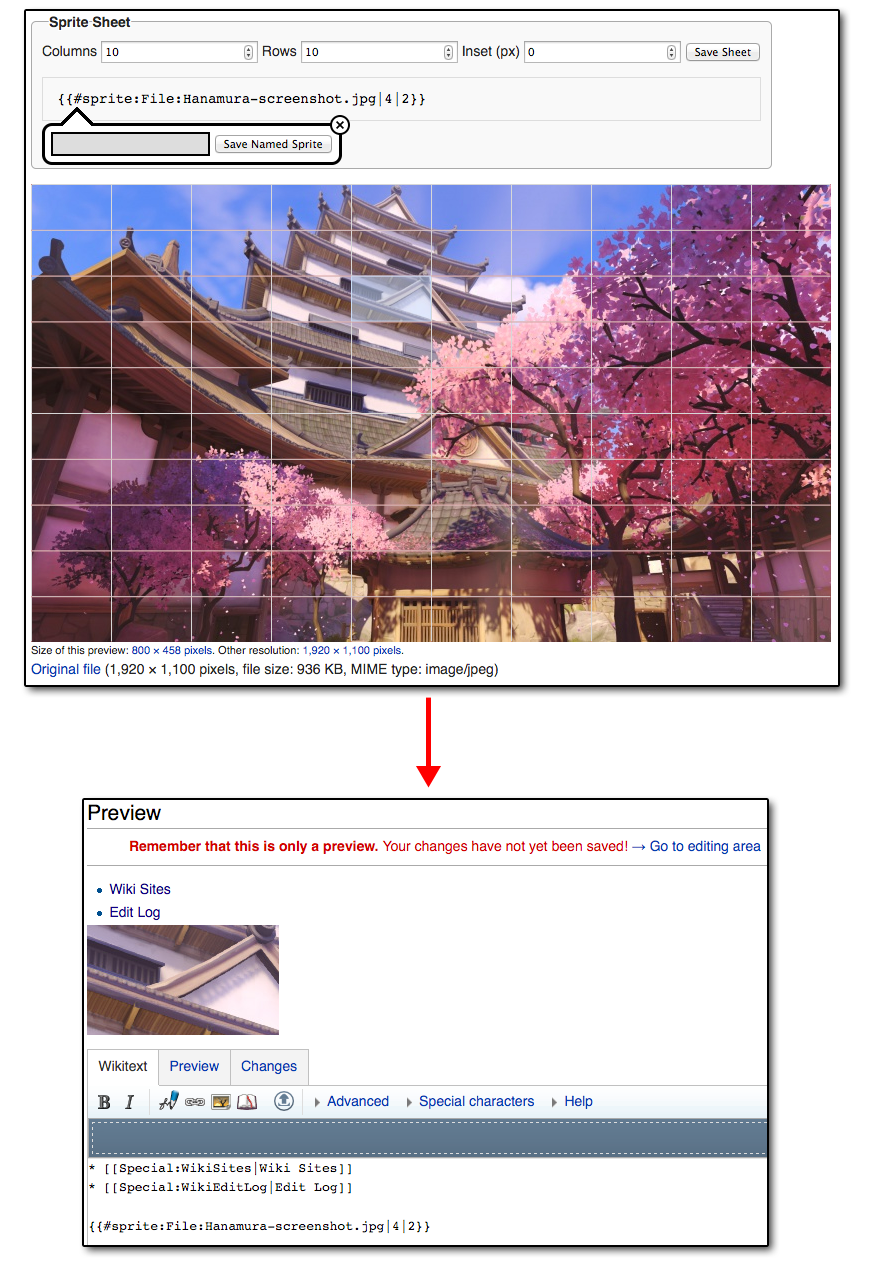 Sprite Sheet
Columns 10 Rows 10 Inset (px) 0 Save Sheet
{{#sprite:File:Hanamura-screenshot.jpg|4|2}}
Save Named Sprite
Size of this preview: 800 × 458 pixels. Other resolution: 1,920 × 1,100 pixels.
Original file (1,920 × 1,100 pixels, file size: 936 KB, MIME type: image/jpeg)
Preview
Remember that this is only a preview. Your changes have not yet been saved! → Go to editing area
• Wiki Sites
• Edit Log
Wikitext Preview Changes
B I Advanced Special characters Help
* [[Special:WikiSites|Wiki Sites]]
* [[Special:WikiEditLog|Edit Log]]
{{#sprite:File:Hanamura-screenshot.jpg|4|2}}